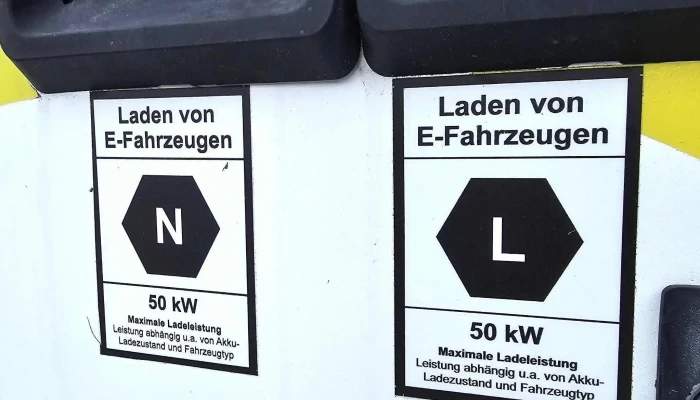 Laden von
E-Fahrzeugen
N
50 kW
Maximale Ladeleistung
Leistung abhängig u.a. von Akku-
Ladezustand und Fahrzeugtyp
Laden von
E-Fahrzeugen
L
50 kW
Maximale Ladeleistung
Leistung abhängig u.a. von Akku-
Ladezustand und Fahrzeugtyp